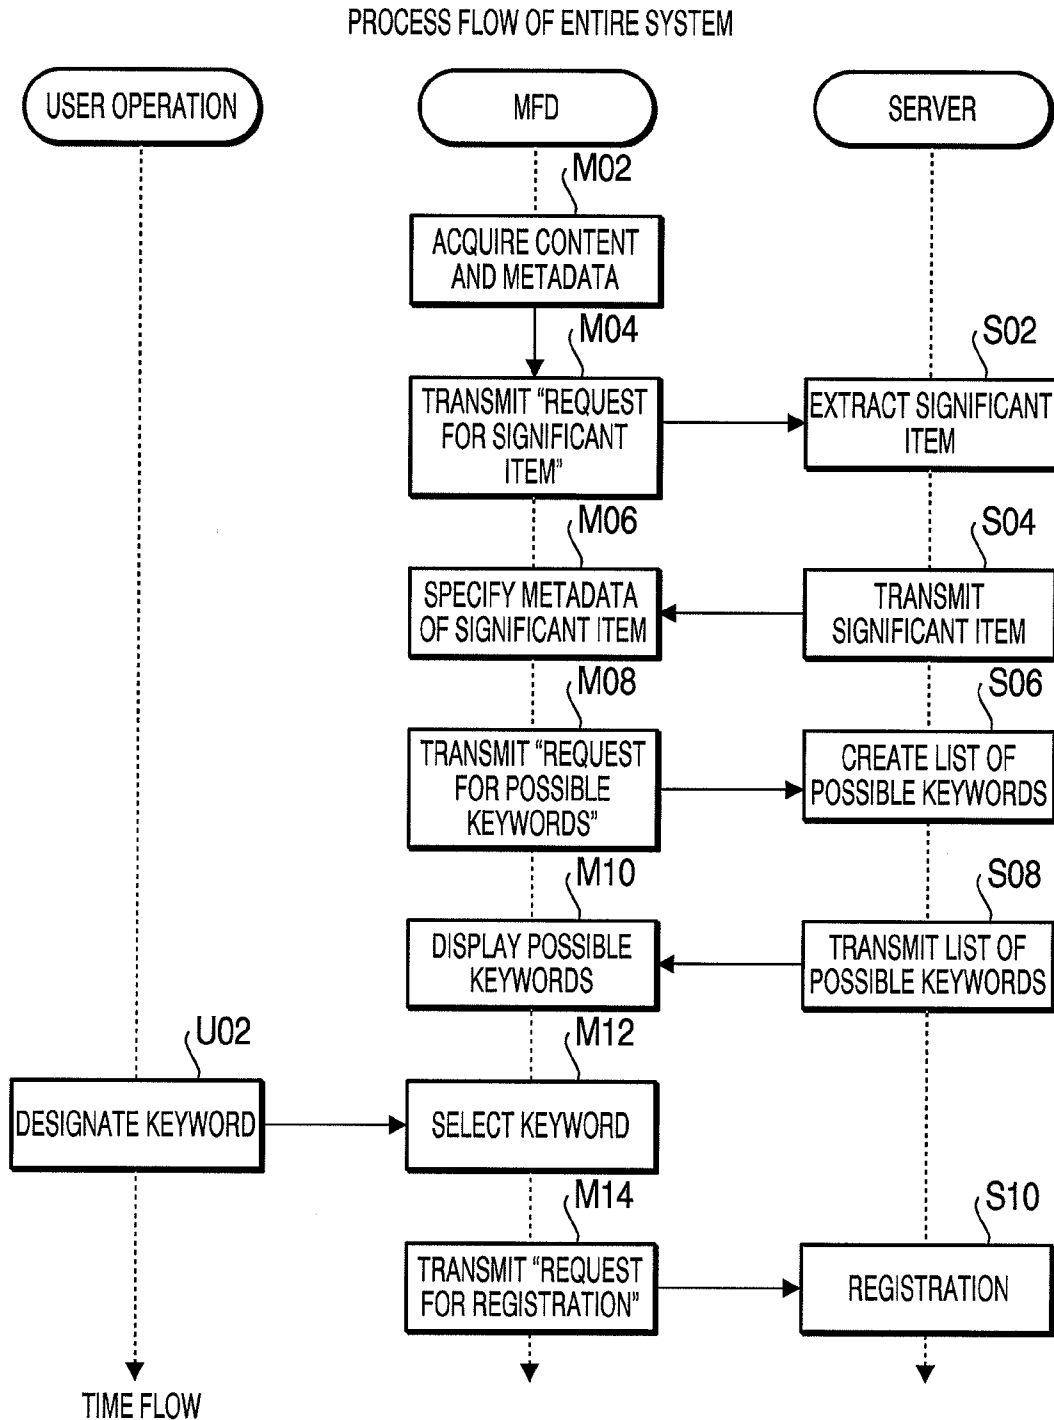 PROCESS FLOW OF ENTIRE SYSTEM
USER OPERATION
MFD
SERVER
M02
ACQUIRE CONTENT
AND METADATA
M04
TRANSMIT “REQUEST
FOR SIGNIFICANT
ITEM”
S02
EXTRACT SIGNIFICANT
ITEM
M06
SPECIFY METADATA
OF SIGNIFICANT ITEM
S04
TRANSMIT
SIGNIFICANT ITEM
M08
TRANSMIT “REQUEST
FOR POSSIBLE
KEYWORDS”
S06
CREATE LIST OF
POSSIBLE KEYWORDS
M10
DISPLAY POSSIBLE
KEYWORDS
S08
TRANSMIT LIST OF
POSSIBLE KEYWORDS
U02
DESIGNATE KEYWORD
M12
SELECT KEYWORD
M14
TRANSMIT “REQUEST
FOR REGISTRATION”
S10
REGISTRATION
TIME FLOW